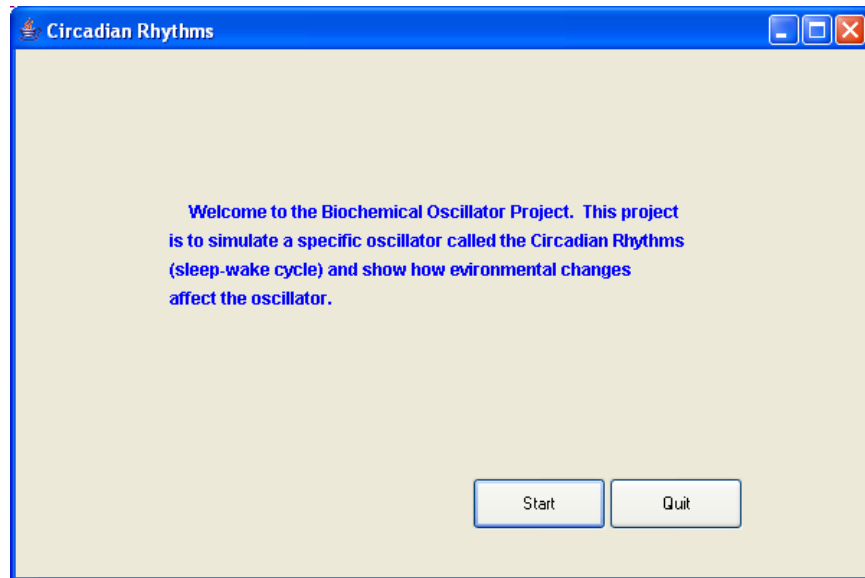 Circadian Rhythms
Welcome to the Biochemical Oscillator Project. This project
is to simulate a specific oscillator called the Circadian Rhythms
(sleep-wake cycle) and show how evironmental changes
affect the oscillator.
Start Quit